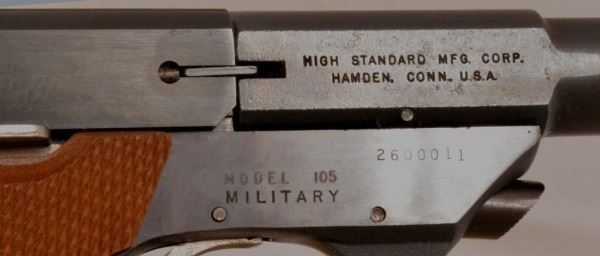 HIGH STANDARD MFG. CORP.
HAMDEN, CONN., U.S.A.
2600011
MODEL 105
MILITARY